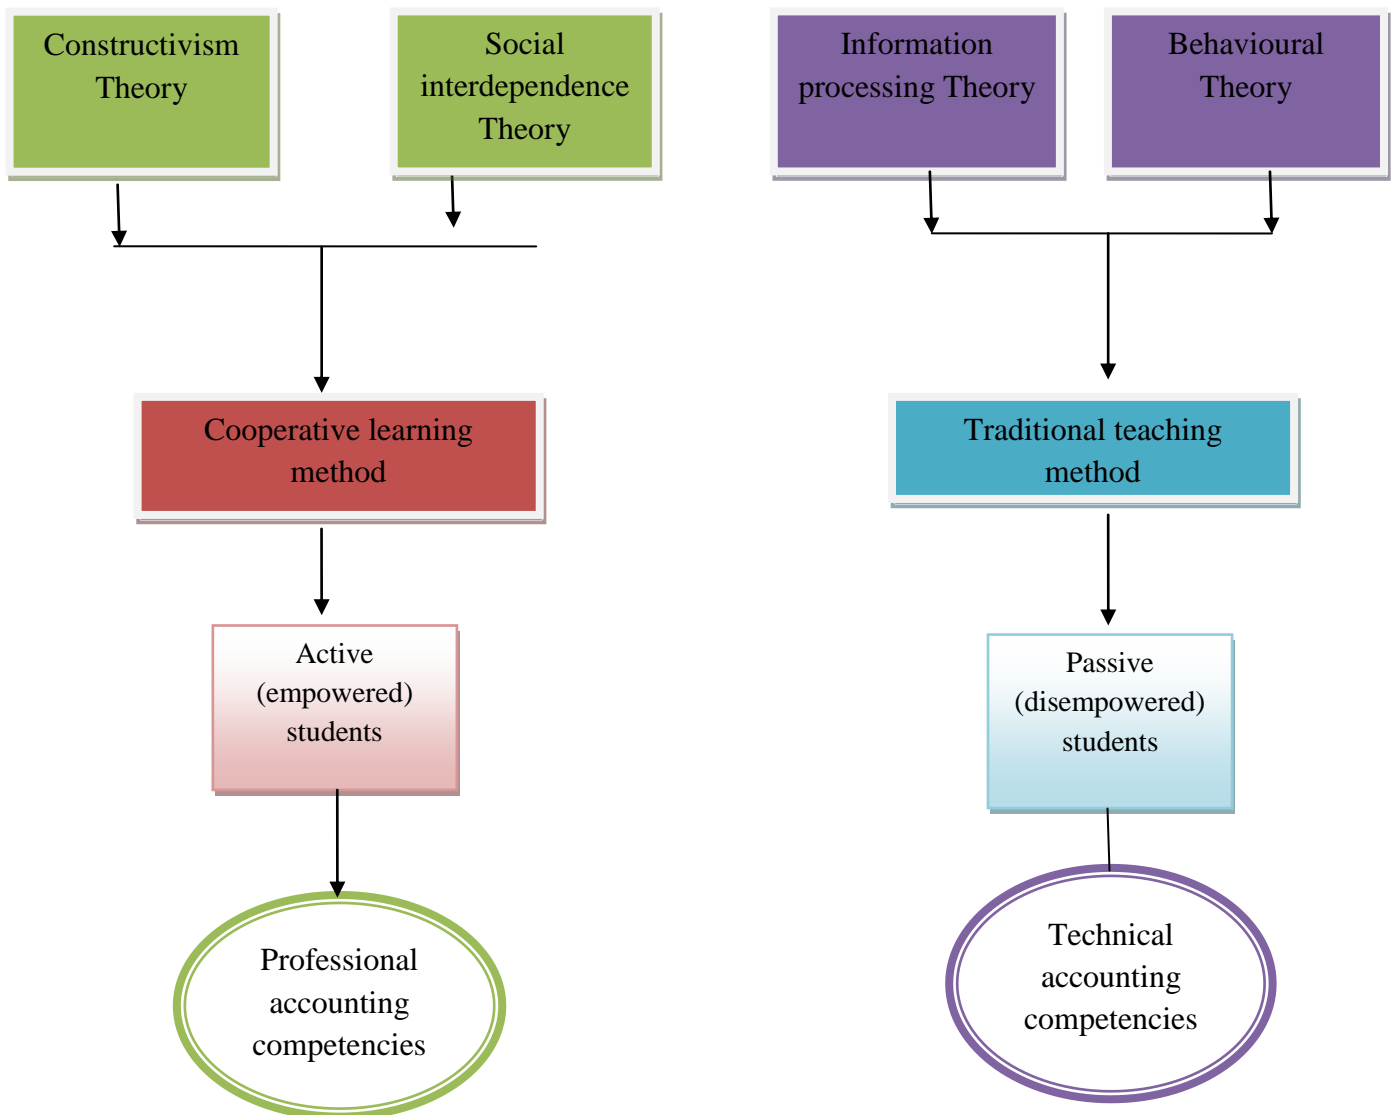 Constructivism
Theory
Social
interdependence
Theory
Information
processing Theory
Behavioural
Theory
Cooperative learning
method
Traditional teaching
method
Active
(empowered)
students
Passive
(disempowered)
students
Professional
accounting
competencies
Technical
accounting
competencies